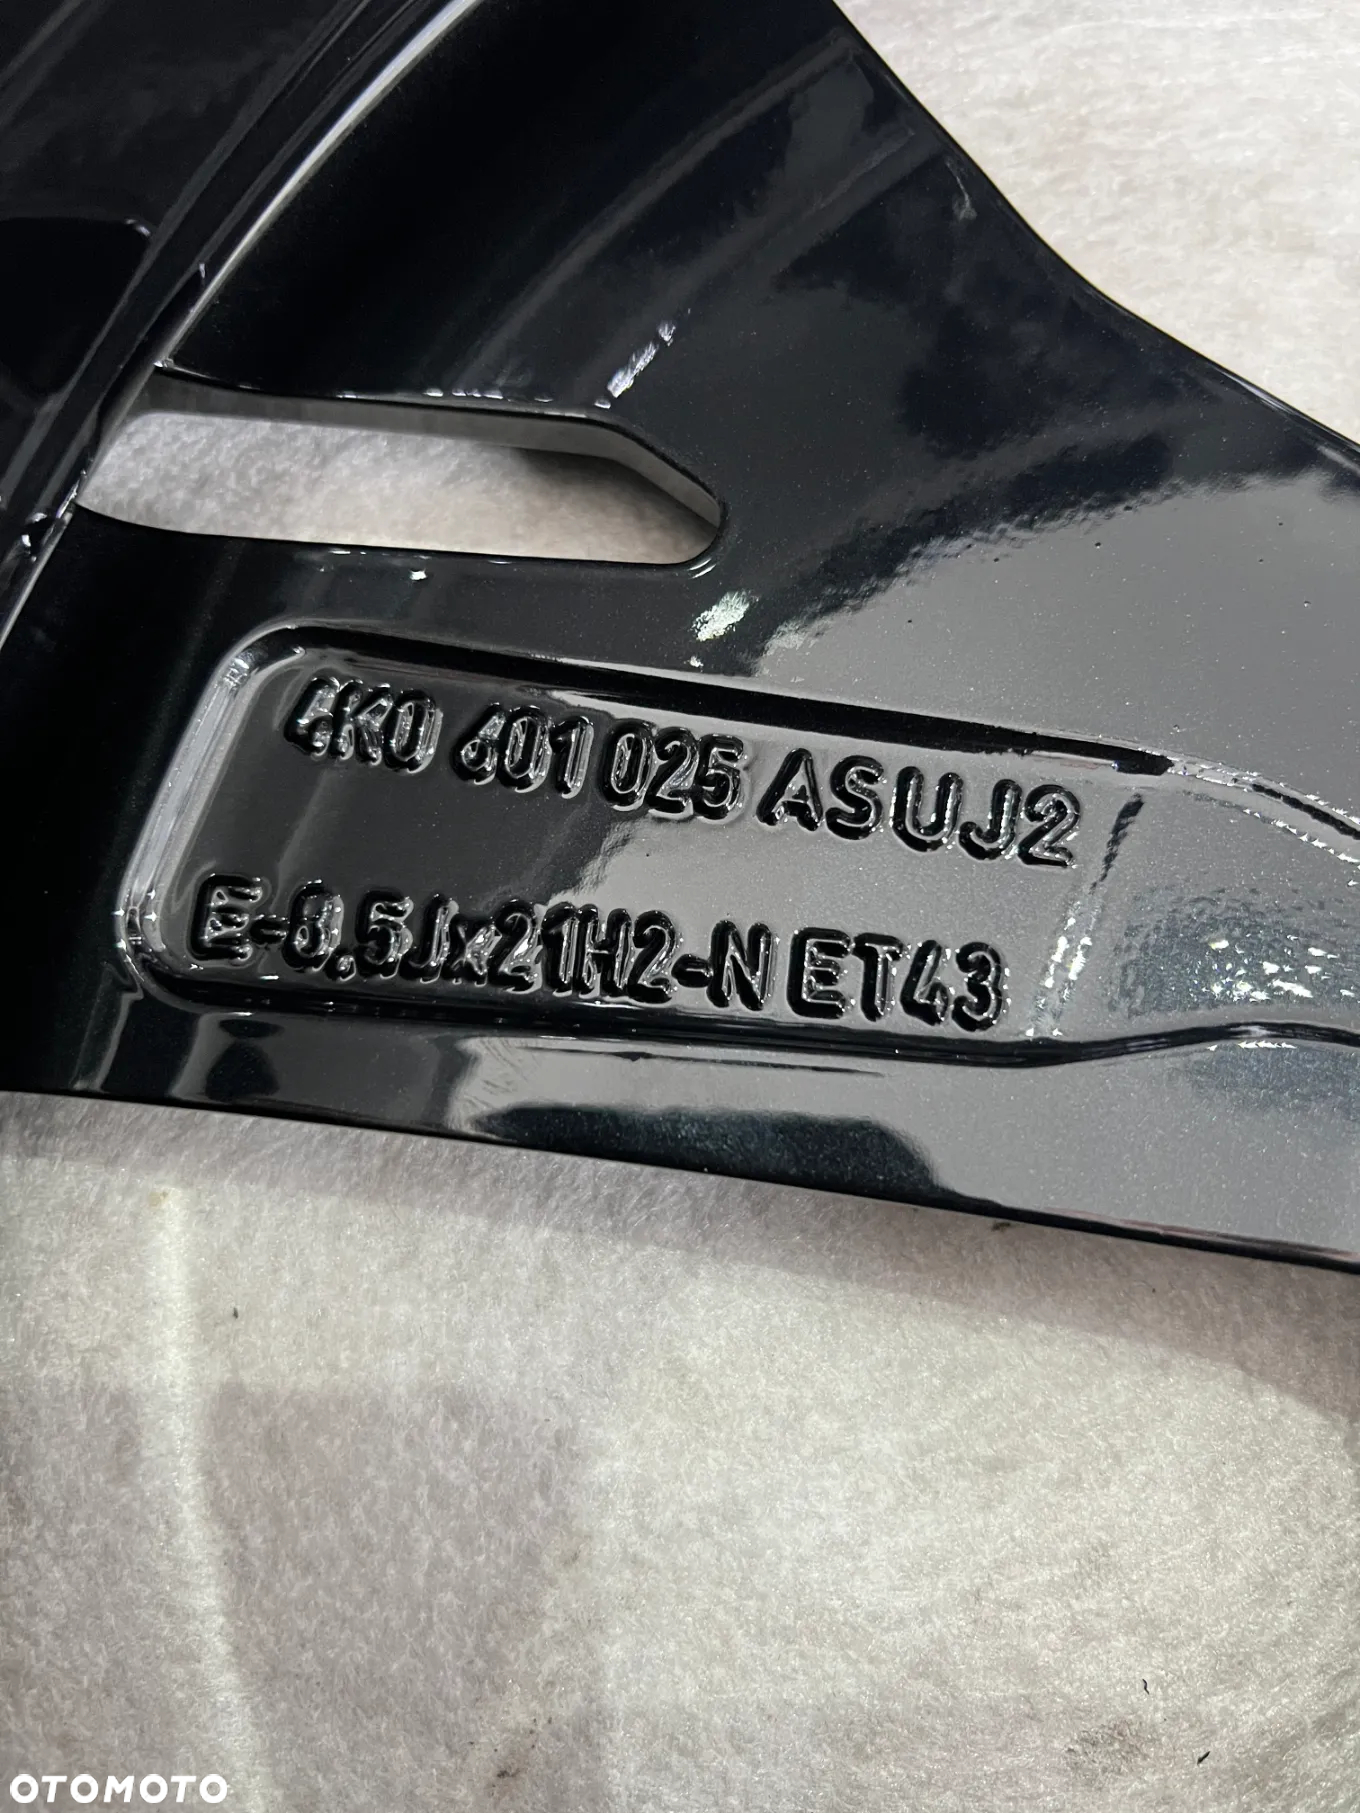 4K0 601 025 AS UJ2
E-8.5Jx21H2-N ET43
OTOMOTO